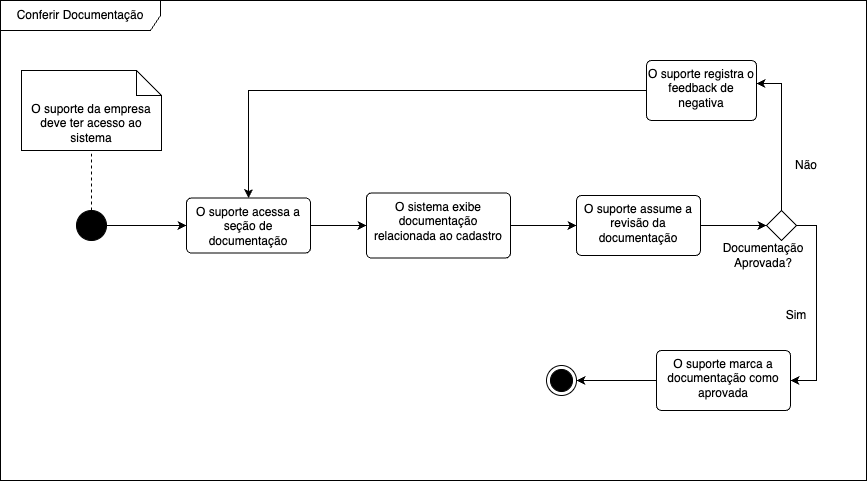 Conferir Documentação
O suporte da empresa
deve ter acesso ao
sistema
O suporte registra o
feedback de
negativa
Não
O suporte acessa a
seção de
documentação
O sistema exibe
documentação
relacionada ao cadastro
O suporte assume a
revisão da
documentação
Documentação
Aprovada?
Sim
O suporte marca a
documentação como
aprovada